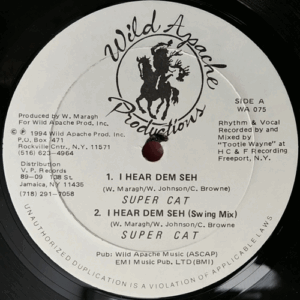 Wild Apache
Productions
SIDE A
WA 075
Produced by W. Maragh
For Wild Apache Prod. Inc.
℗ © 1994 Wild Apache Prod. Inc.
P.O. Box 471
Rockville Cntr., N.Y. 11571
(516) 623-4964
Distribution
V. P. Records
89-09 138 St.
Jamaica, N.Y 11435
(718) 291-7058
Rhythm & Vocal
Recorded by and
Mixed by
"Tootie Wayne" at
H C & F Recording
Freeport, N.Y.
1. I HEAR DEM SEH
(W. Maragh/W. Johnson/C. Browne)
SUPER CAT
2. I HEAR DEM SEH (Swing Mix)
(W. Maragh/W. Johnson/C. Browne
SUPER CAT
Pub: Wild Apache Music (ASCAP)
EMI Music Pub. LTD (BMI)
UNAUTHORIZED DUPLICATION IS A VIOLATION OF APPLICABLE LAWS